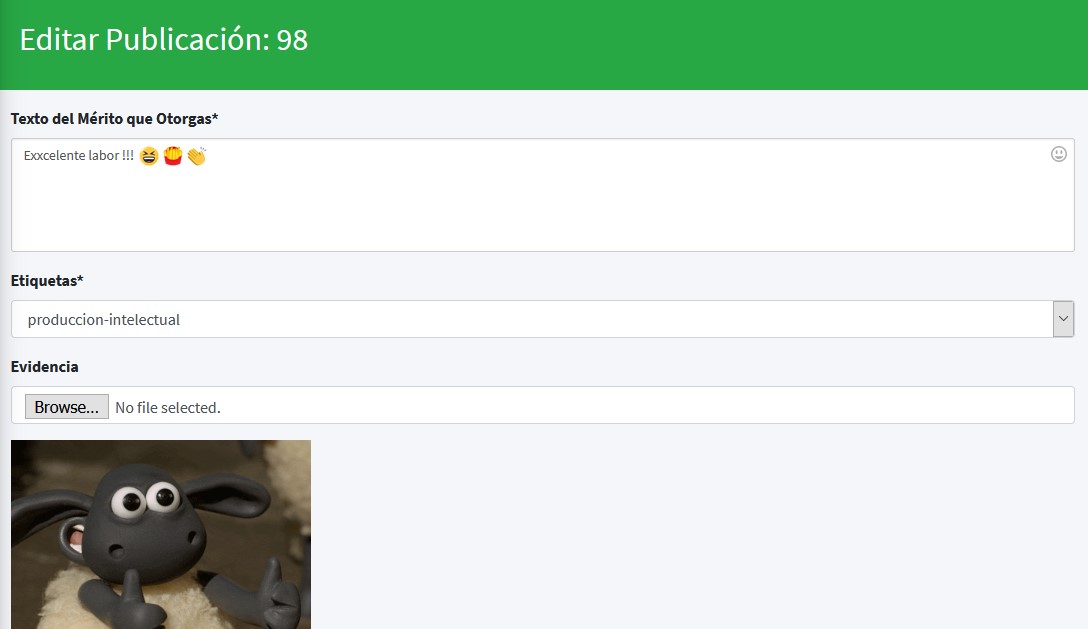 Editar Publicación: 98
Texto del Mérito que Otorgas*
Exxcelente labor !!! 😆🍟👏
Etiquetas*
produccion-intelectual
Evidencia
Browse... No file selected.